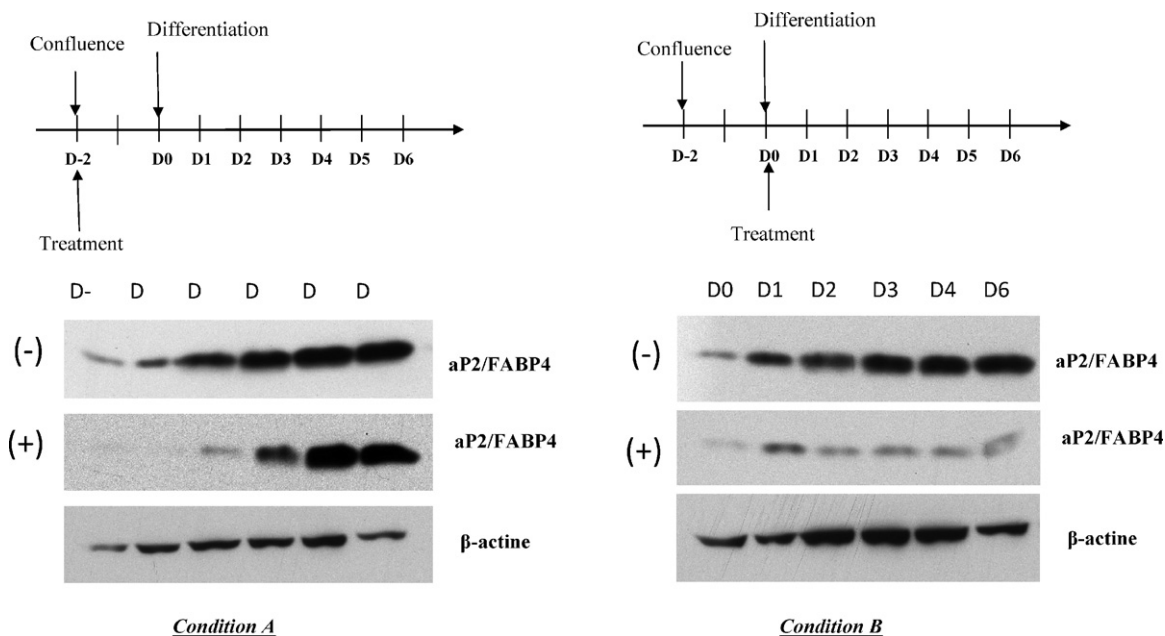 Differentiation
Confluence
D-2 D0 D1 D2 D3 D4 D5 D6
Treatment
D- D D D D D
(-) aP2/FABP4
(+) aP2/FABP4
β-actine
Condition A
Differentiation
Confluence
D-2 D0 D1 D2 D3 D4 D5 D6
Treatment
D0 D1 D2 D3 D4 D6
(-) aP2/FABP4
(+) aP2/FABP4
β-actine
Condition B